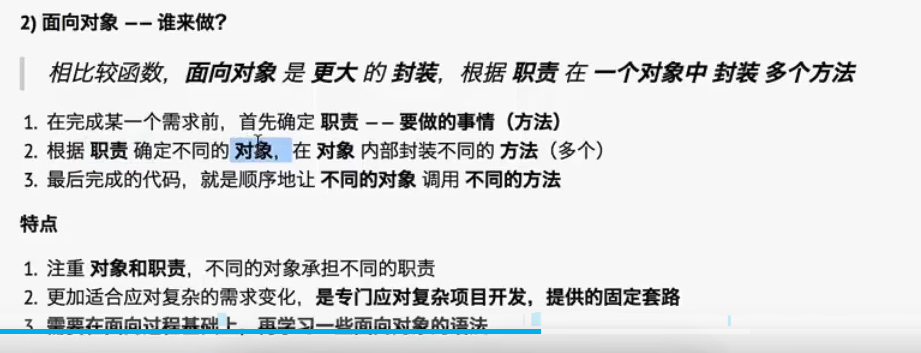 2) 面向对象 —— 谁来做？
相比较函数，面向对象 是 更大 的 封装，根据 职责 在 一个对象中 封装 多个方法
1. 在完成某一个需求前，首先确定 职责 —— 要做的事情（方法）
2. 根据 职责 确定不同的 对象，在 对象 内部封装不同的 方法（多个）
3. 最后完成的代码，就是顺序地让 不同的对象 调用 不同的方法
特点
1. 注重 对象和职责，不同的对象承担不同的职责
2. 更加适合应对复杂的需求变化，是专门应对复杂项目开发，提供的固定套路
3. 需要在面向过程基础上，再学习一些面向对象的语法